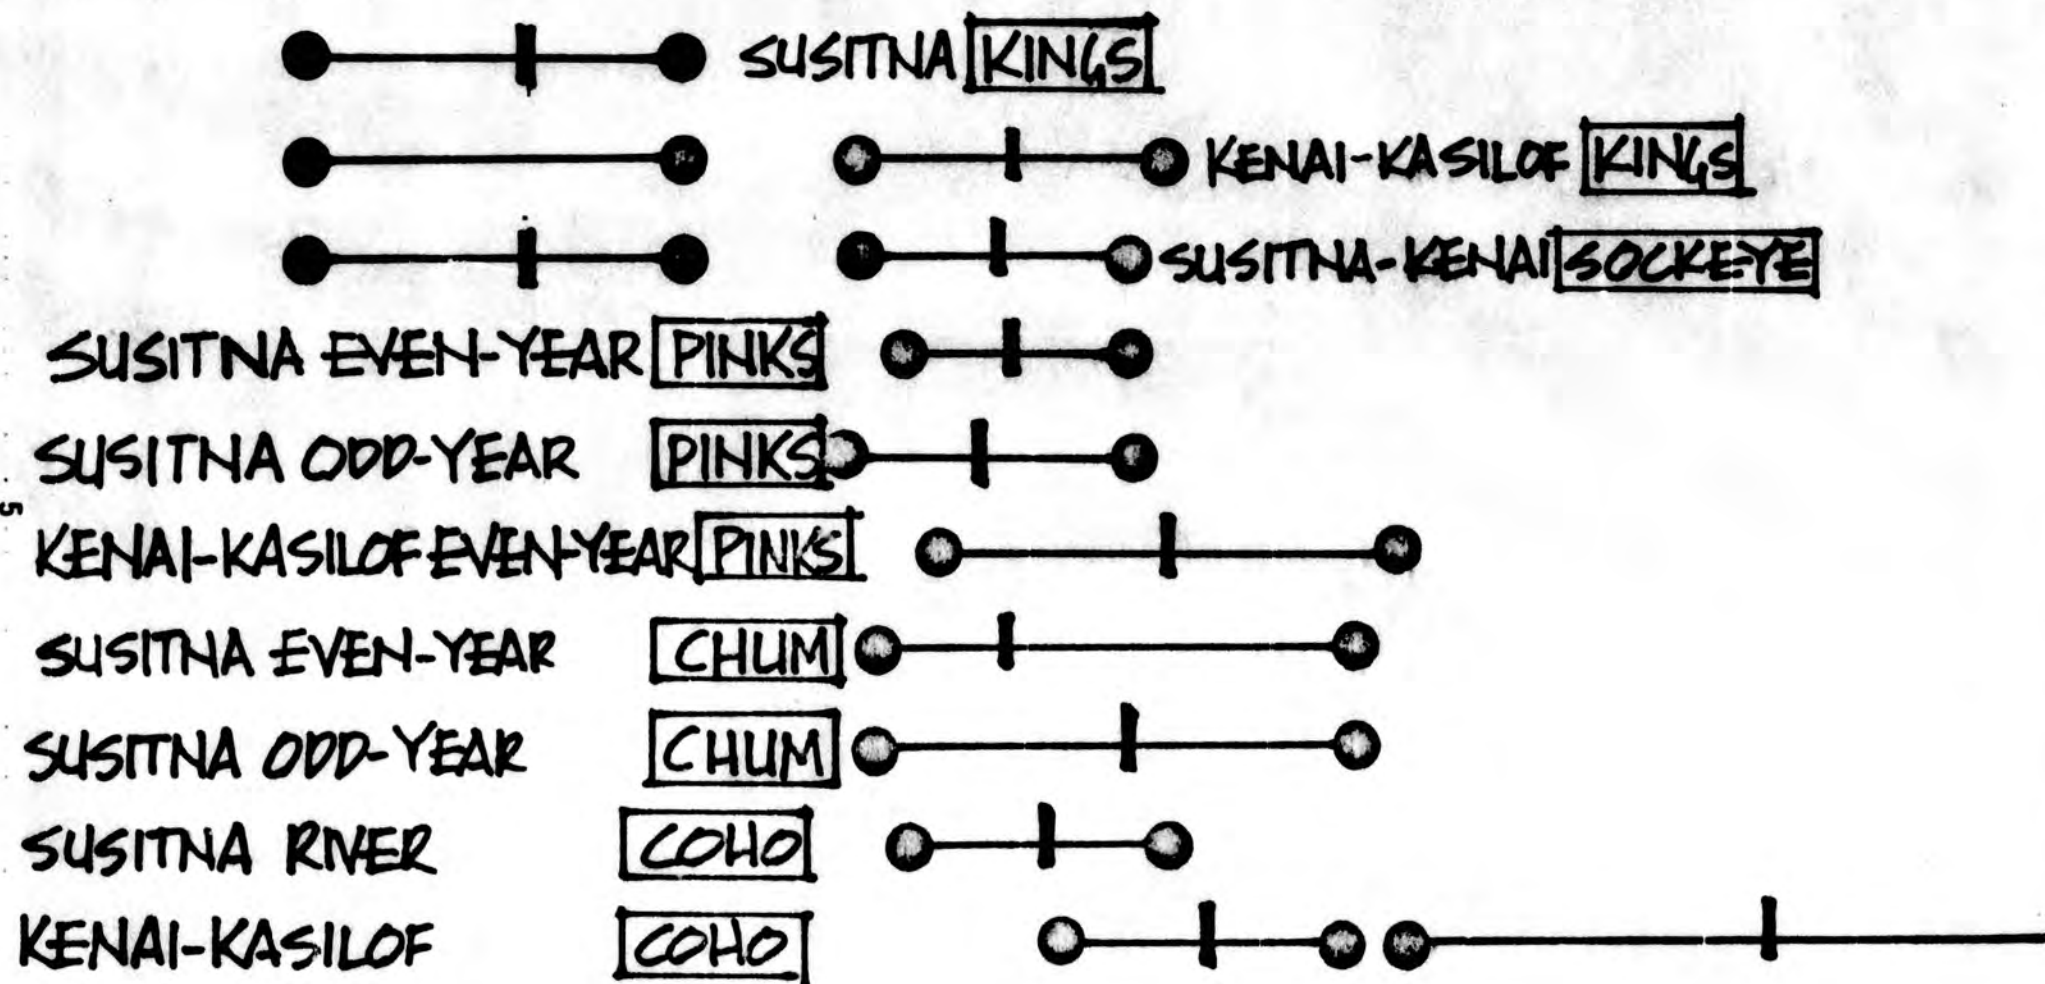 SUSITNA KINGS
KENAI-KASILOF KINGS
SUSITNA-KENAI SOCKEYE
SUSITNA EVEN-YEAR PINKS
SUSITNA ODD-YEAR PINKS
5
KENAI-KASILOF EVEN-YEAR PINKS
SUSITNA EVEN-YEAR CHUM
SUSITNA ODD-YEAR CHUM
SUSITNA RIVER COHO
KENAI-KASILOF COHO